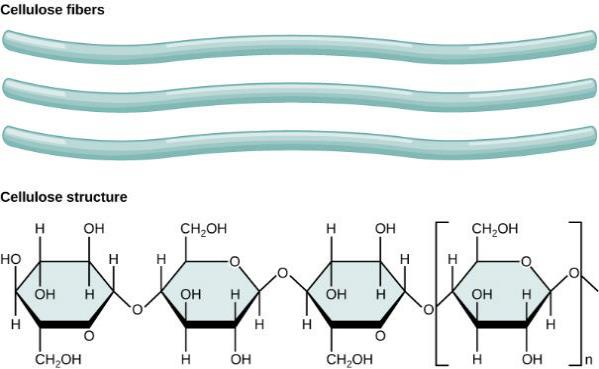 Cellulose fibers
Cellulose structure
H OH CH2OH H OH CH2OH
HO H H O O H H O O
OH H OH H OH H OH H
O O
H O H H O H
CH2OH H OH CH2OH H OH n